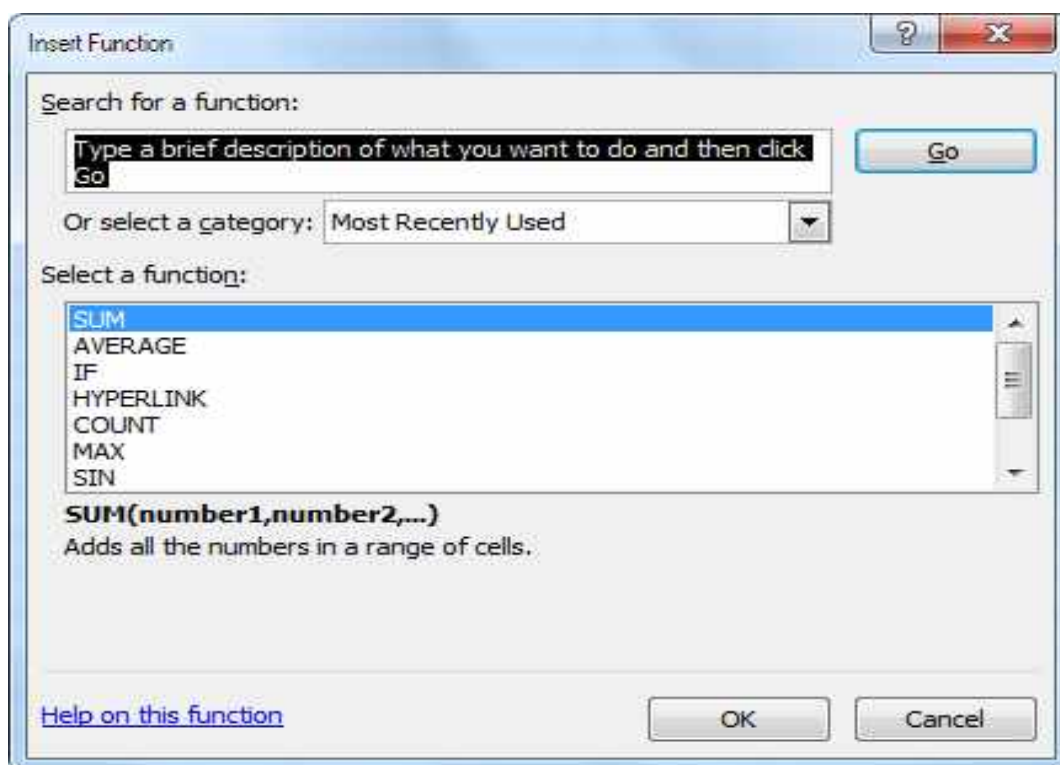 Insert Function
Search for a function:
Type a brief description of what you want to do and then click
Go
Go
Or select a category: Most Recently Used
Select a function:
SUM
AVERAGE
IF
HYPERLINK
COUNT
MAX
SIN
SUM(number1,number2,...)
Adds all the numbers in a range of cells.
Help on this function
OK
Cancel